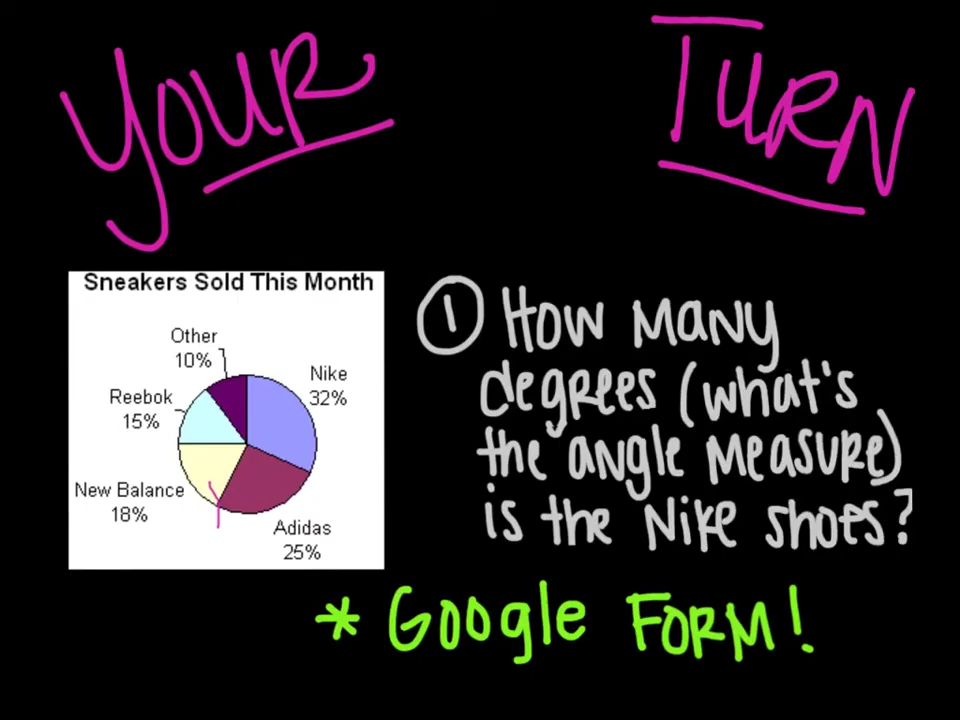 YOUR TURN
Sneakers Sold This Month
Other
10%
Nike
32%
Reebok
15%
New Balance
18%
Adidas
25%
1 How many
degrees (what's
the angle measure)
is the Nike shoes?
* Google Form!